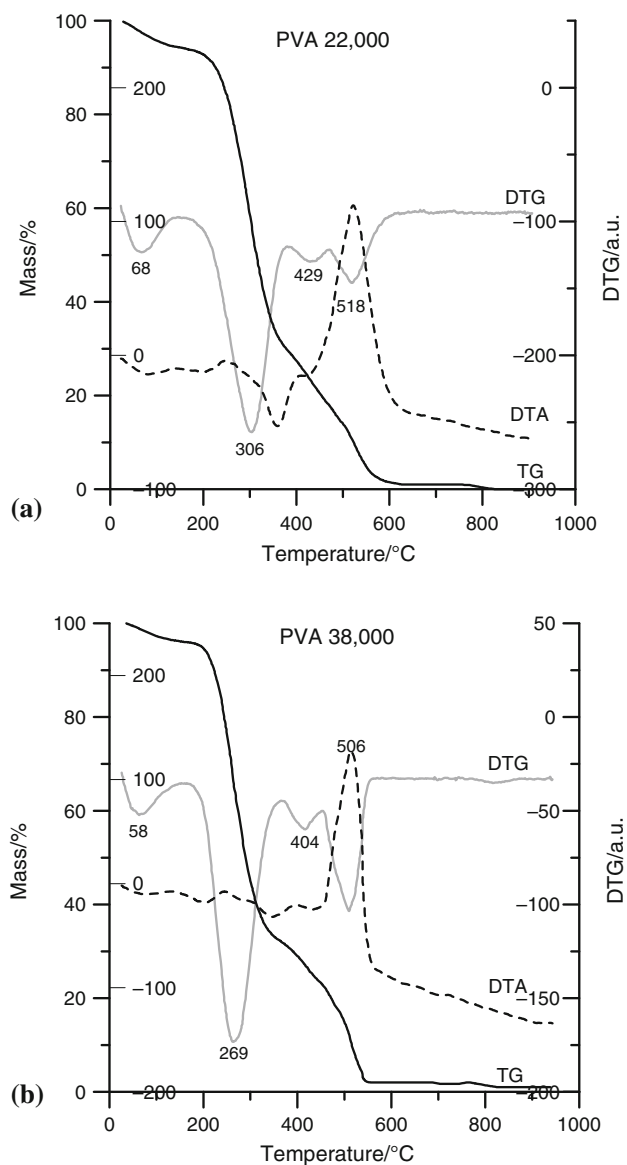 PVA 22,000
100
80
60
40
20
0
Mass/%
200
100
0
−100
0
−100
−200
−300
DTG/a.u.
DTG
DTA
TG
68
306
429
518
0 200 400 600 800 1000
Temperature/°C
(a)
PVA 38,000
100
80
60
40
20
0
Mass/%
200
100
0
−100
−200
50
0
−50
−100
−150
−200
DTG/a.u.
506
DTG
DTA
TG
58
404
269
0 200 400 600 800 1000
Temperature/°C
(b)